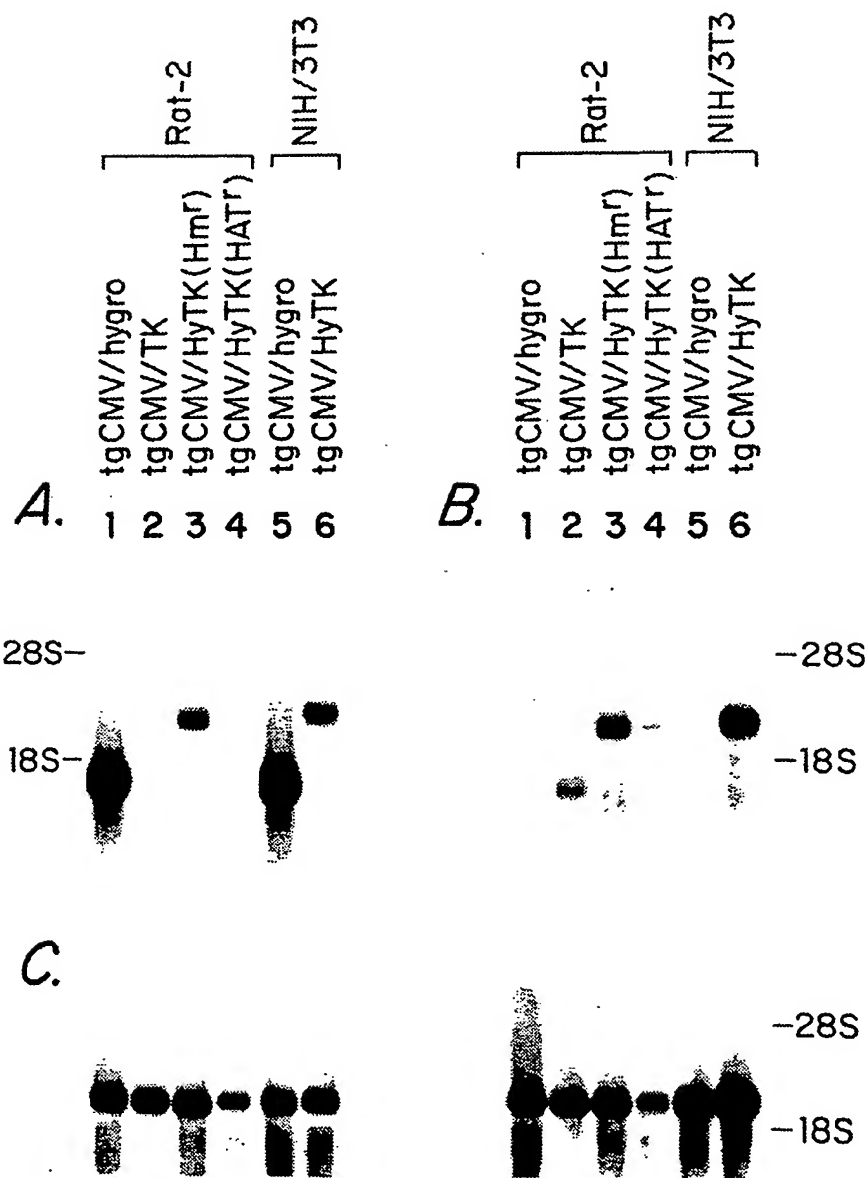 Rat-2
NIH/3T3
Rat-2
NIH/3T3
tgCMV/hygro
tgCMV/TK
tgCMV/HyTK(Hmʳ)
tgCMV/HyTK(HATʳ)
tgCMV/hygro
tgCMV/HyTK
tgCMV/hygro
tgCMV/TK
tgCMV/HyTK(Hmʳ)
tgCMV/HyTK(HATʳ)
tgCMV/hygro
tgCMV/HyTK
A. 1 2 3 4 5 6
B. 1 2 3 4 5 6
28S-
-28S
18S-
-18S
C.
-28S
-18S